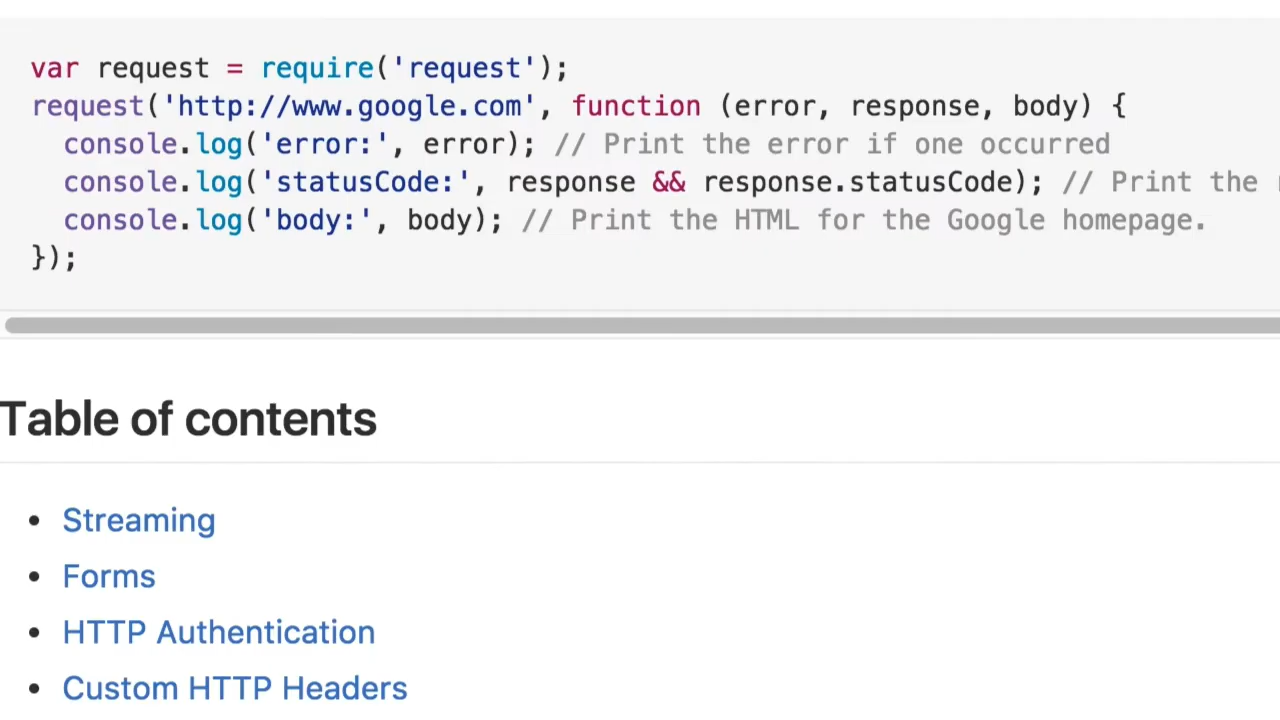 var request = require('request');
request('http://www.google.com', function (error, response, body) {
  console.log('error:', error); // Print the error if one occurred
  console.log('statusCode:', response && response.statusCode); // Print the
  console.log('body:', body); // Print the HTML for the Google homepage.
});
Table of contents
• Streaming
• Forms
• HTTP Authentication
• Custom HTTP Headers